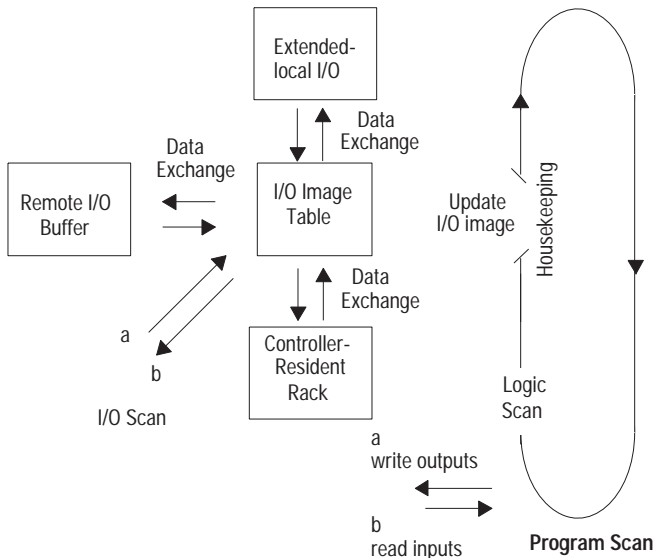 Extended-
local I/O
Data
Exchange
Data
Exchange
Remote I/O
Buffer
I/O Image
Table
Update
I/O image
Housekeeping
Data
Exchange
a
b
I/O Scan
Controller-
Resident
Rack
Logic
Scan
a
write outputs
b
read inputs
Program Scan